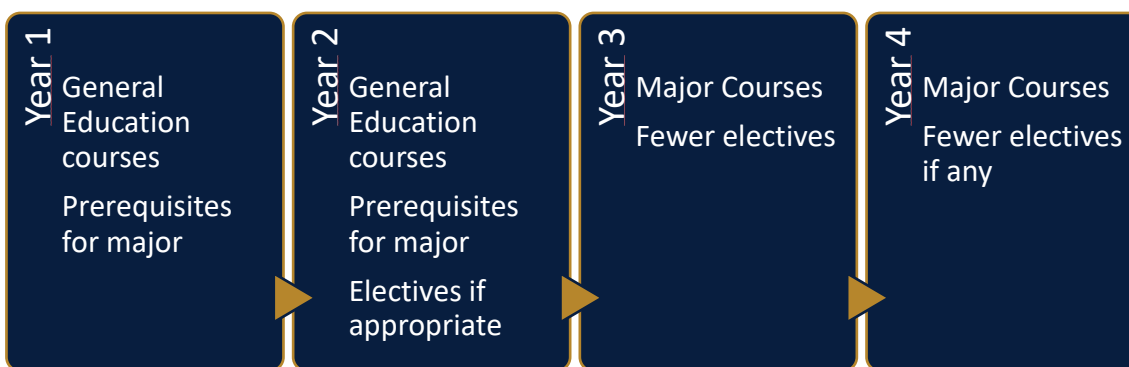 Year 1
General
Education
courses
Prerequisites
for major
Year 2
General
Education
courses
Prerequisites
for major
Electives if
appropriate
Year 3
Major Courses
Fewer electives
Year 4
Major Courses
Fewer electives
if any